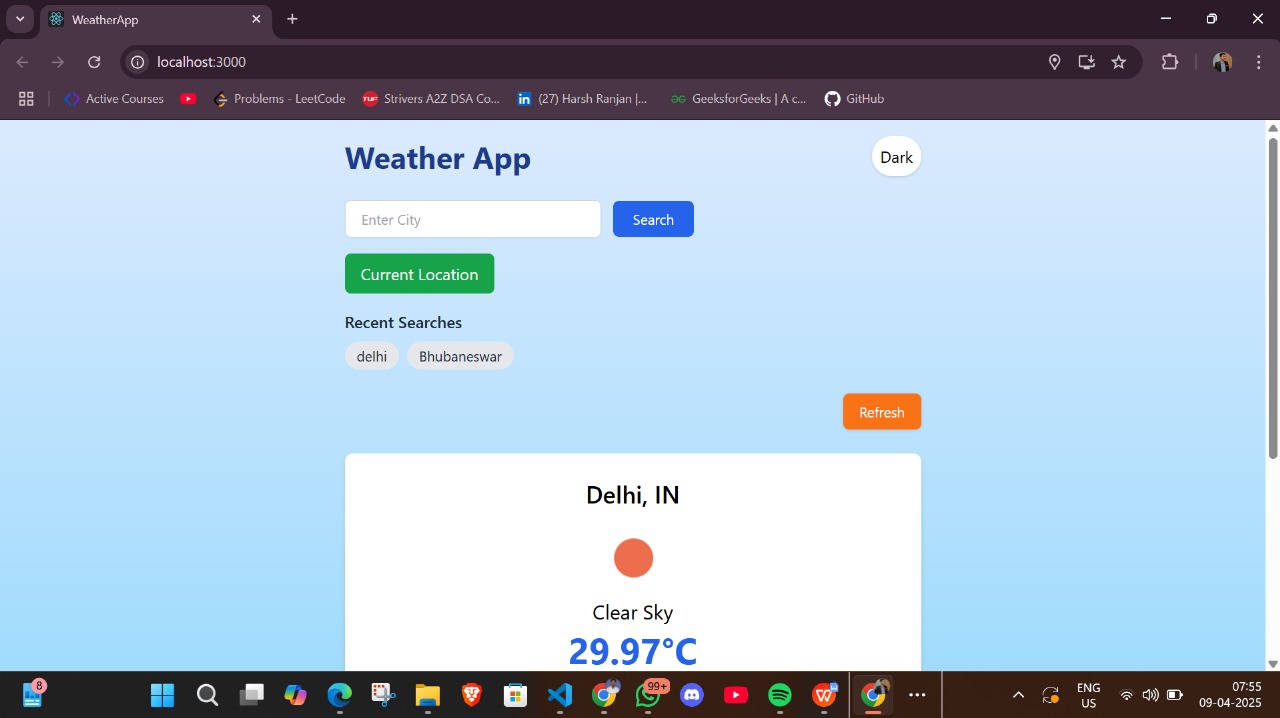 WeatherApp
localhost:3000
Active Courses
Problems - LeetCode
TUF Strivers A2Z DSA Co...
in (27) Harsh Ranjan |...
GeeksforGeeks | A c...
GitHub
Weather App
Dark
Enter City
Search
Current Location
Recent Searches
delhi Bhubaneswar
Refresh
Delhi, IN
Clear Sky
29.97°C
8
99+
ENG
US
07:55
09-04-2025